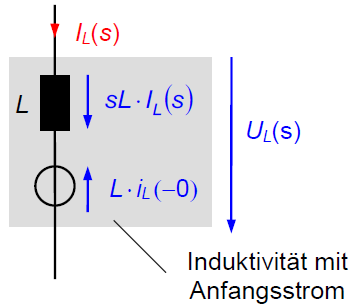 I_L(s)
L
sL · I_L(s)
U_L(s)
L · i_L(−0)
Induktivität mit
Anfangsstrom